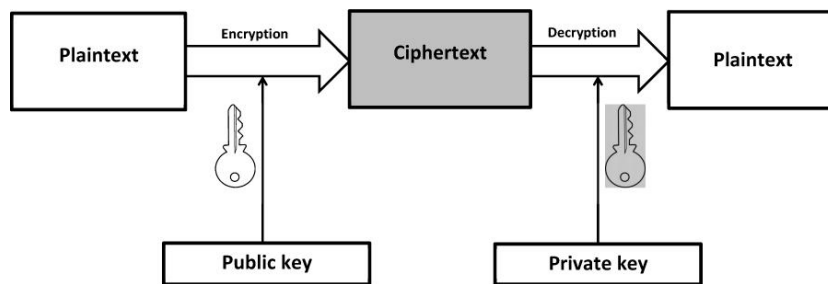 Encryption
Decryption
Plaintext
Ciphertext
Plaintext
Public key
Private key